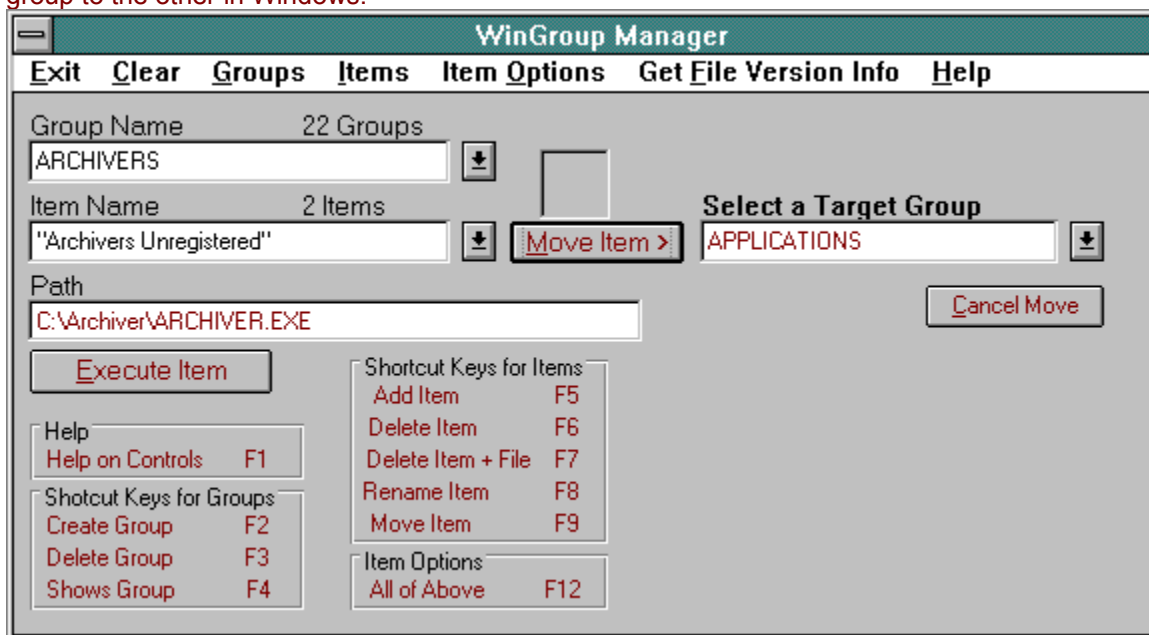 group to the other in Windows.
WinGroup Manager
Exit Clear Groups Items Item Options Get File Version Info Help
Group Name 22 Groups
ARCHIVERS
Item Name 2 Items Select a Target Group
"Archivers Unregistered" Move Item > APPLICATIONS
Path
C:\Archiver\ARCHIVER.EXE Cancel Move
Execute Item
Help
Help on Controls F1
Shotcut Keys for Groups
Create Group F2
Delete Group F3
Shows Group F4
Shortcut Keys for Items
Add Item F5
Delete Item F6
Delete Item + File F7
Rename Item F8
Move Item F9
Item Options
All of Above F12